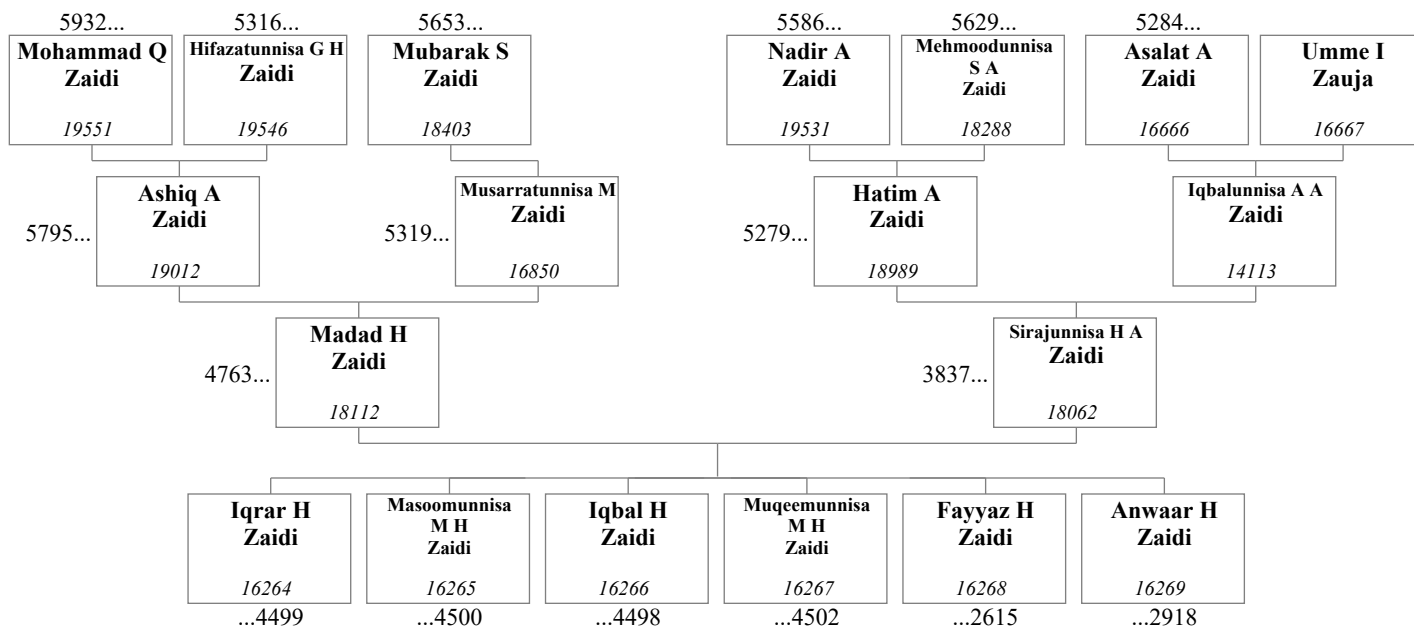 5932... 5316... 5653... 5586... 5629... 5284...
Mohammad Q
Zaidi
19551
Hifazatunnisa G H
Zaidi
19546
Mubarak S
Zaidi
18403
Nadir A
Zaidi
19531
Mehmoodunnisa
S A
Zaidi
18288
Asalat A
Zaidi
16666
Umme I
Zauja
16667
5795...
Ashiq A
Zaidi
19012
5319...
Musarratunnisa M
Zaidi
16850
5279...
Hatim A
Zaidi
18989
Iqbalunnisa A A
Zaidi
14113
4763...
Madad H
Zaidi
18112
3837...
Sirajunnisa H A
Zaidi
18062
Iqrar H
Zaidi
16264
...4499
Masoomunnisa
M H
Zaidi
16265
...4500
Iqbal H
Zaidi
16266
...4498
Muqeemunnisa
M H
Zaidi
16267
...4502
Fayyaz H
Zaidi
16268
...2615
Anwaar H
Zaidi
16269
...2918